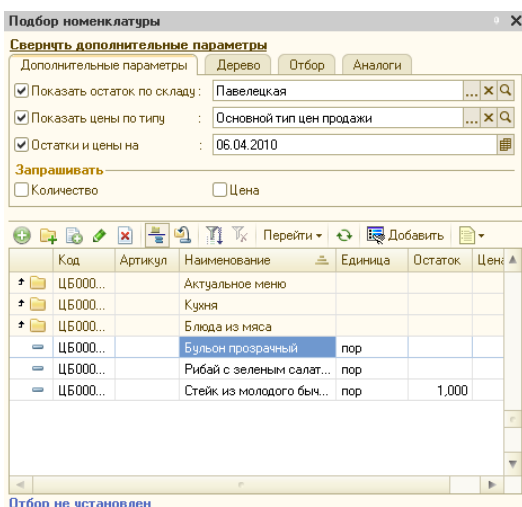 Подбор номенклатуры
Свернуть дополнительные параметры
Дополнительные параметры Дерево Отбор Аналоги
Показать остаток по складу: Павелецкая ...
Показать цены по типу : Основной тип цен продажи ...
Остатки и цены на : 06.04.2010
Запрашивать
Количество Цена
Перейти Добавить
Код Артикул Наименование Единица Остаток Цена
ЦБ000... Актуальное меню
ЦБ000... Кухня
ЦБ000... Блюда из мяса
ЦБ000... Бульон прозрачный пор
ЦБ000... Рибай с зеленым салат... пор
ЦБ000... Стейк из молодого быч... пор 1,000
Отбор не установлен